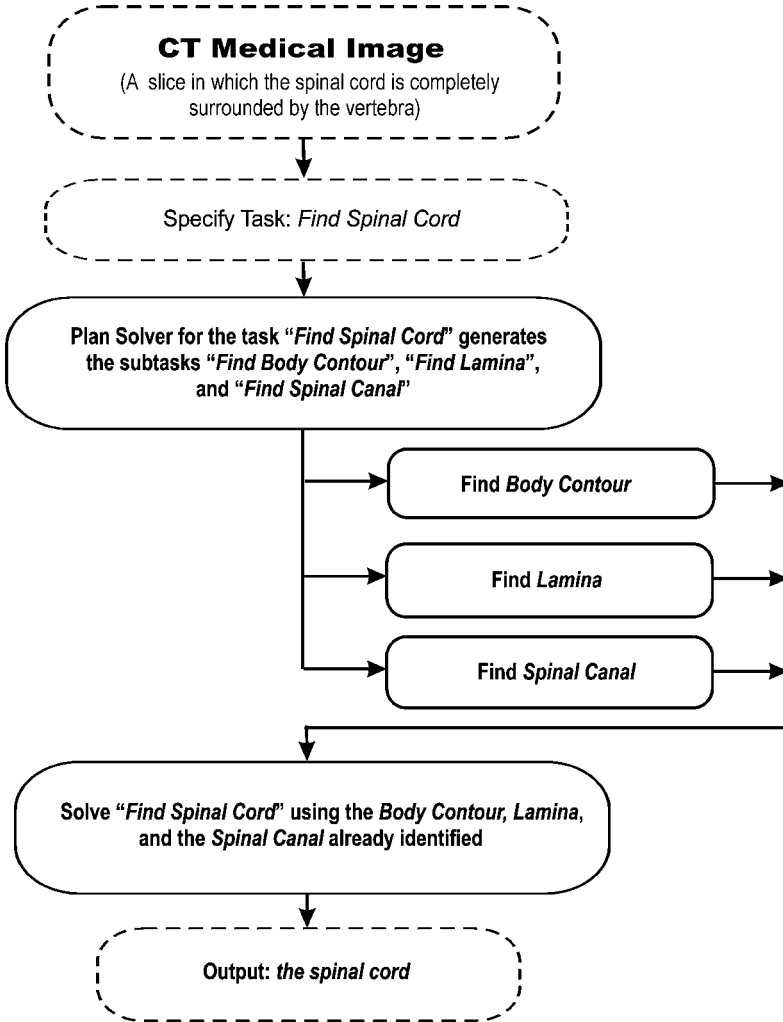 CT Medical Image
(A slice in which the spinal cord is completely
surrounded by the vertebra)
Specify Task: Find Spinal Cord
Plan Solver for the task “Find Spinal Cord” generates
the subtasks “Find Body Contour”, “Find Lamina”,
and “Find Spinal Canal”
Find Body Contour
Find Lamina
Find Spinal Canal
Solve “Find Spinal Cord” using the Body Contour, Lamina,
and the Spinal Canal already identified
Output: the spinal cord